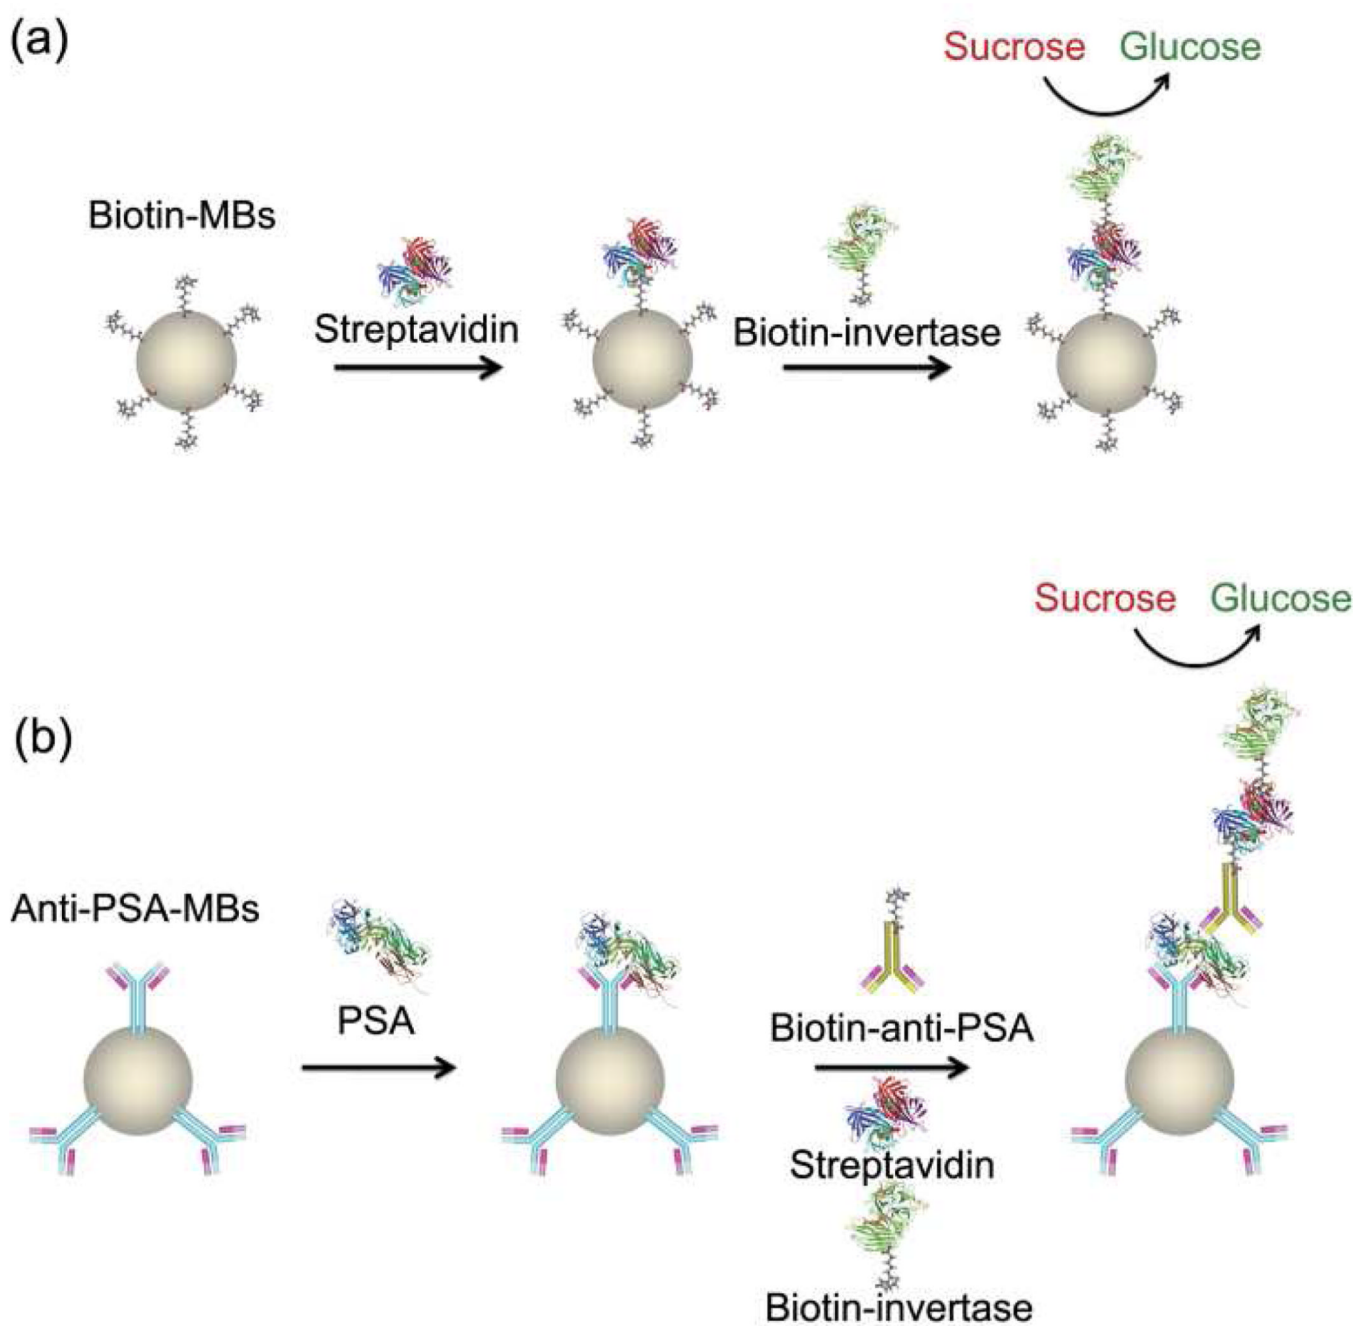 (a)
Sucrose Glucose
Biotin-MBs
Streptavidin
Biotin-invertase
Sucrose Glucose
(b)
Anti-PSA-MBs
PSA
Biotin-anti-PSA
Streptavidin
Biotin-invertase